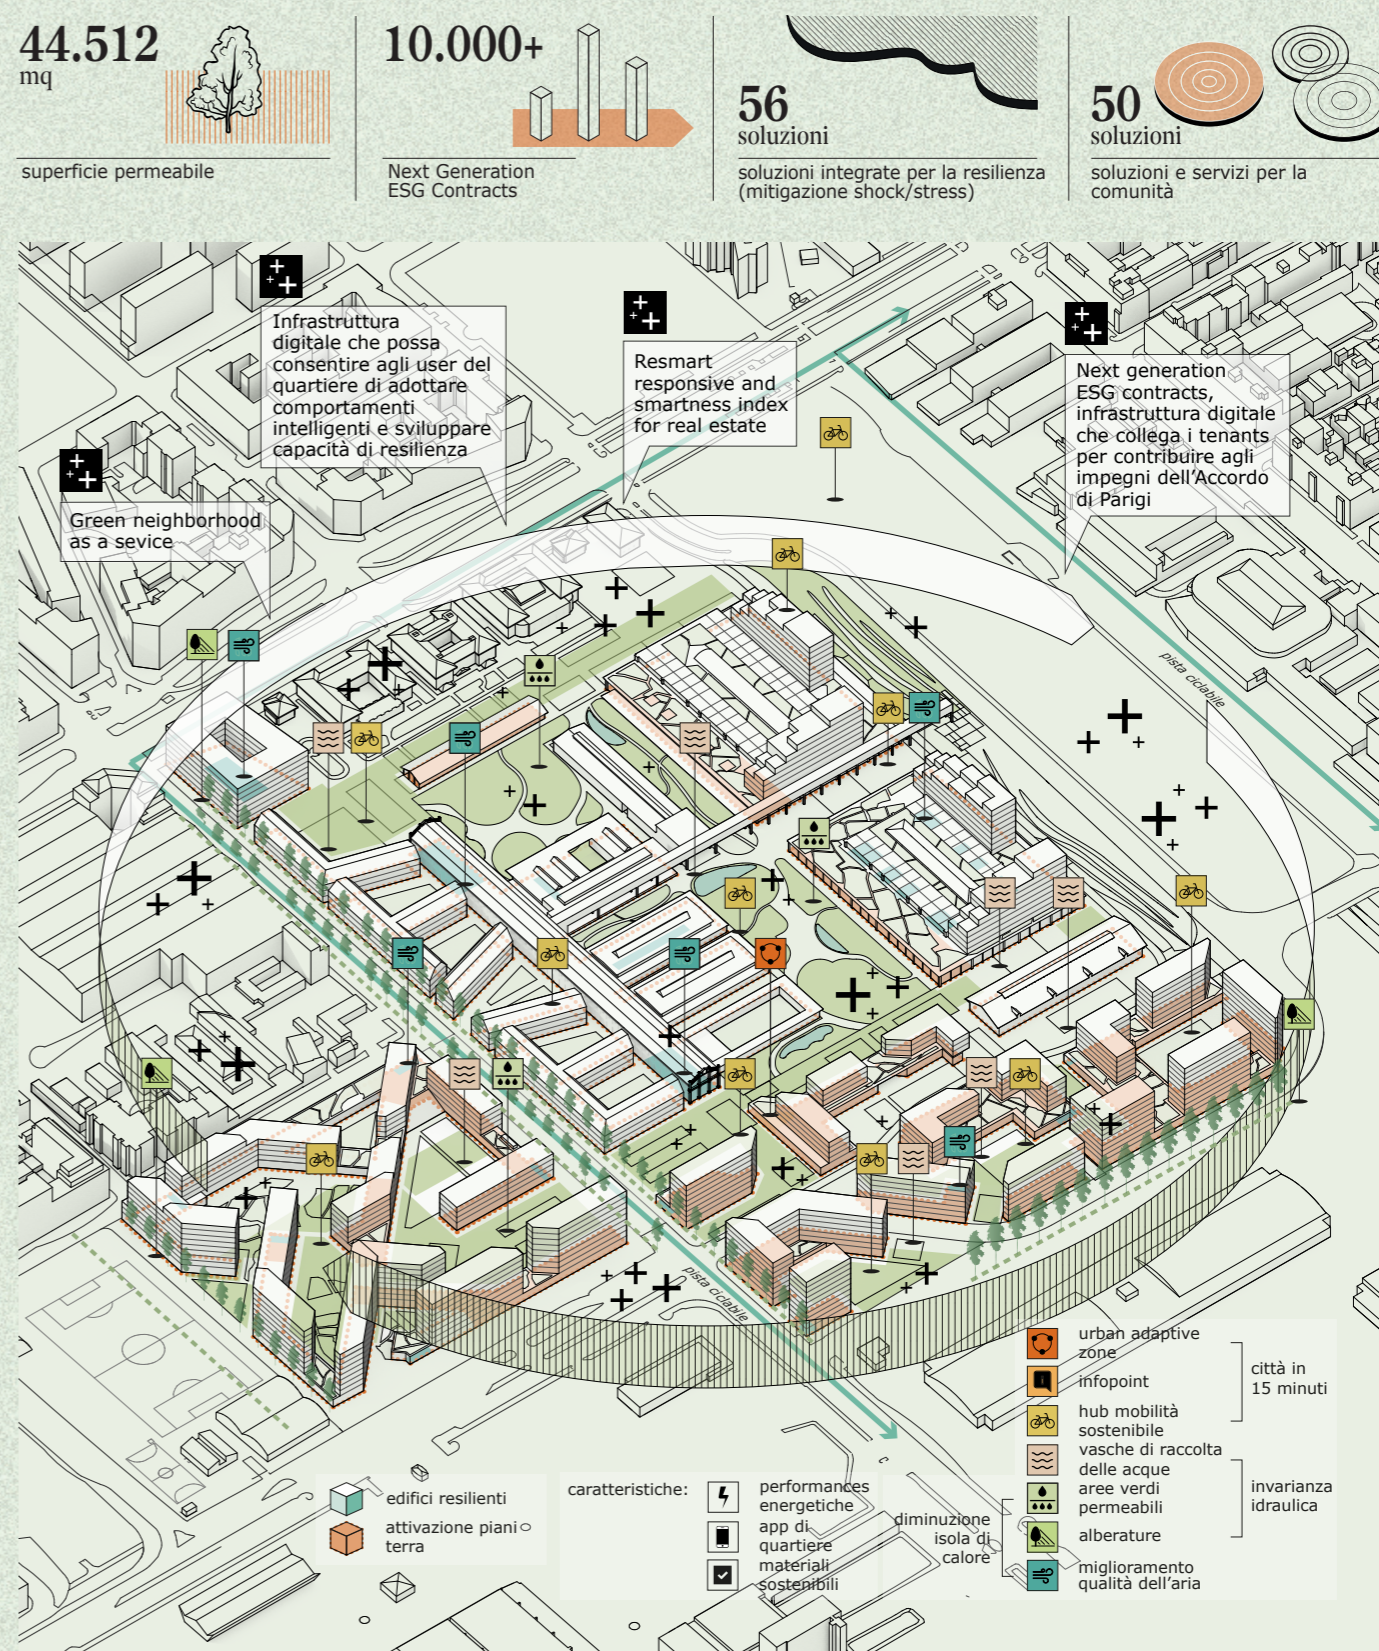 44.512
mq
superficie permeabile
10.000+
Next Generation
ESG Contracts
56
soluzioni
soluzioni integrate per la resilienza
(mitigazione shock/stress)
50
soluzioni
soluzioni e servizi per la
comunità
Infrastruttura
digitale che possa
consentire agli user del
quartiere di adottare
comportamenti
intelligenti e sviluppare
capacità di resilienza
Resmart
responsive and
smartness index
for real estate
Next generation
ESG contracts,
infrastruttura digitale
che collega i tenants
per contribuire agli
impegni dell'Accordo
di Parigi
Green neighborhood
as a sevice
pista ciclabile
pista ciclabile
urban adaptive
zone
infopoint
hub mobilità
sostenibile
città in
15 minuti
vasche di raccolta
delle acque
aree verdi
permeabili
alberature
invarianza
idraulica
miglioramento
qualità dell'aria
diminuzione
isola di
calore
caratteristiche:
performances
energetiche
app di
quartiere
materiali
sostenibili
edifici resilienti
attivazione piani
terra